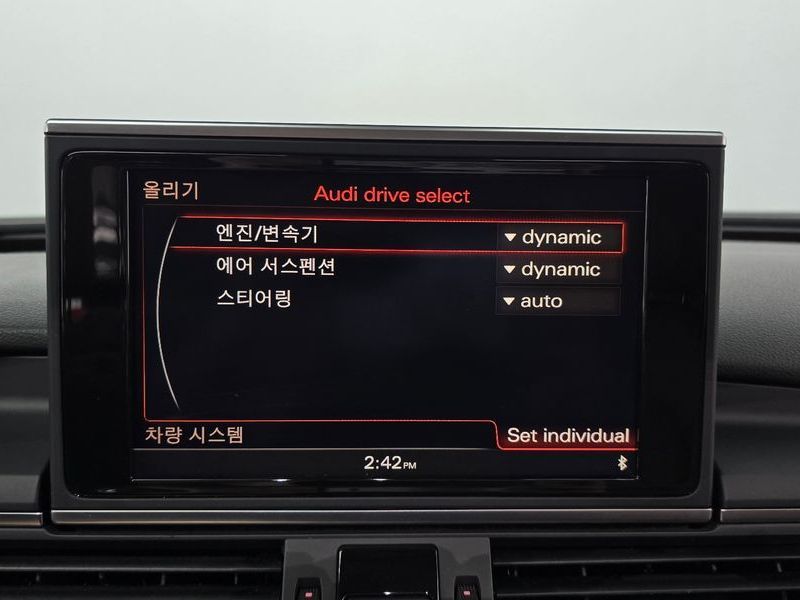 올리기
Audi drive select
엔진/변속기 dynamic
에어 서스펜션 dynamic
스티어링 auto
차량 시스템
Set individual
2:42PM